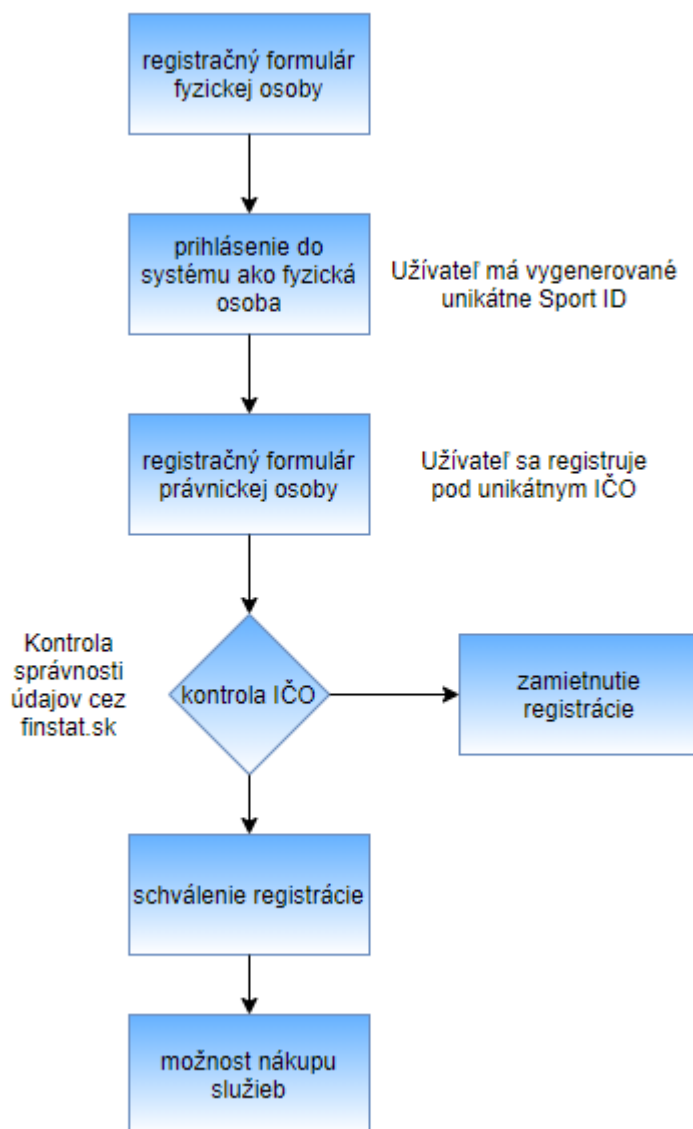 registračný formulár
fyzickej osoby
prihlásenie do
systému ako fyzická
osoba
Užívateľ má vygenerované
unikátne Sport ID
registračný formulár
právnickej osoby
Užívateľ sa registruje
pod unikátnym IČO
Kontrola
správnosti
údajov cez
finstat.sk
kontrola IČO
zamietnutie
registrácie
schválenie registrácie
možnost nákupu
služieb